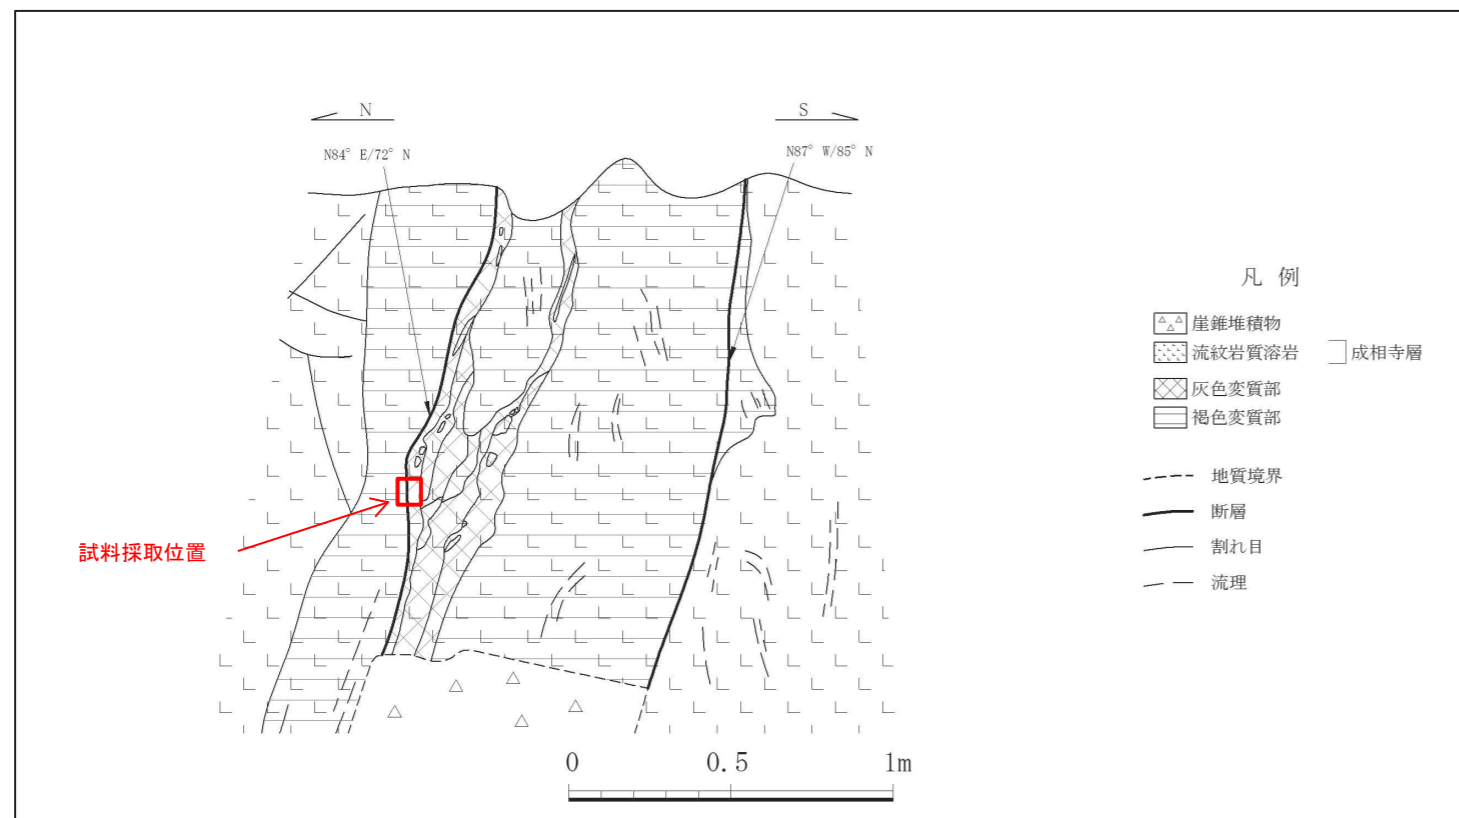 N
S
N84° E/72° N
N87° W/85° N
凡 例
崖錐堆積物
流紋岩質溶岩
成相寺層
灰色変質部
褐色変質部
地質境界
断層
割れ目
流理
試料採取位置
0 0.5 1m